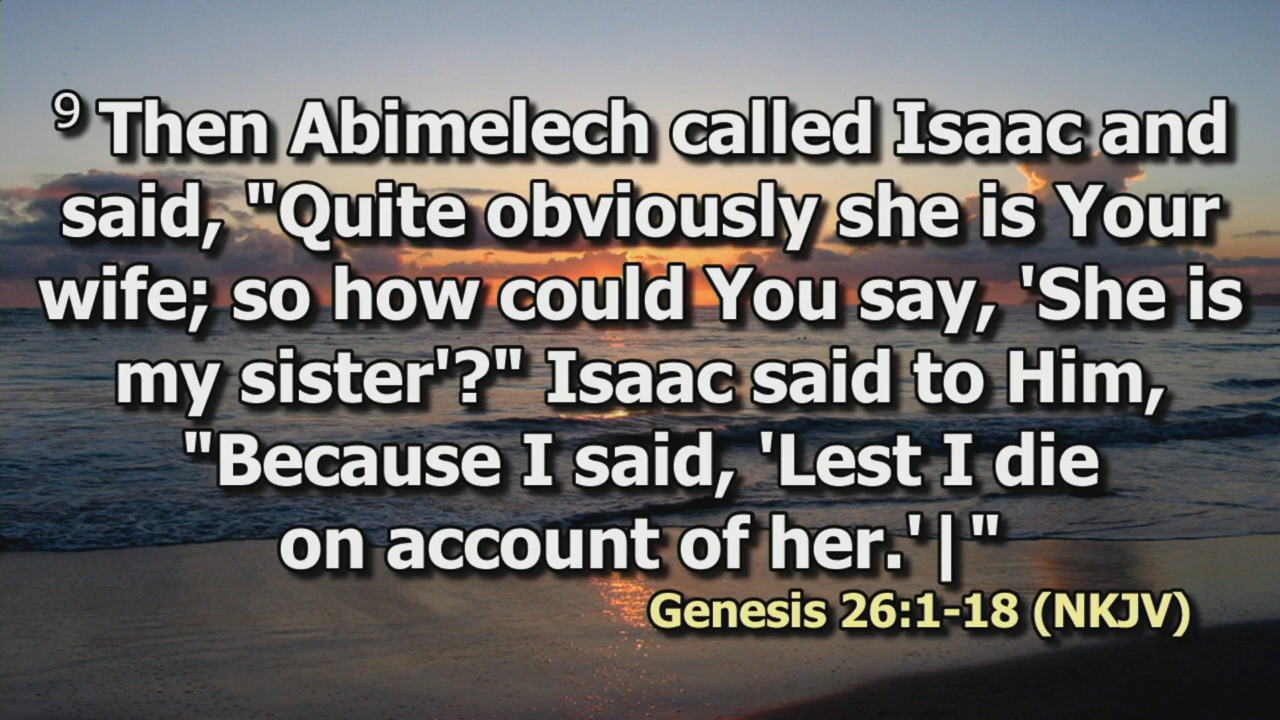 9 Then Abimelech called Isaac and
said, "Quite obviously she is Your
wife; so how could You say, 'She is
my sister'?" Isaac said to Him,
"Because I said, 'Lest I die
on account of her.'|"
Genesis 26:1-18 (NKJV)